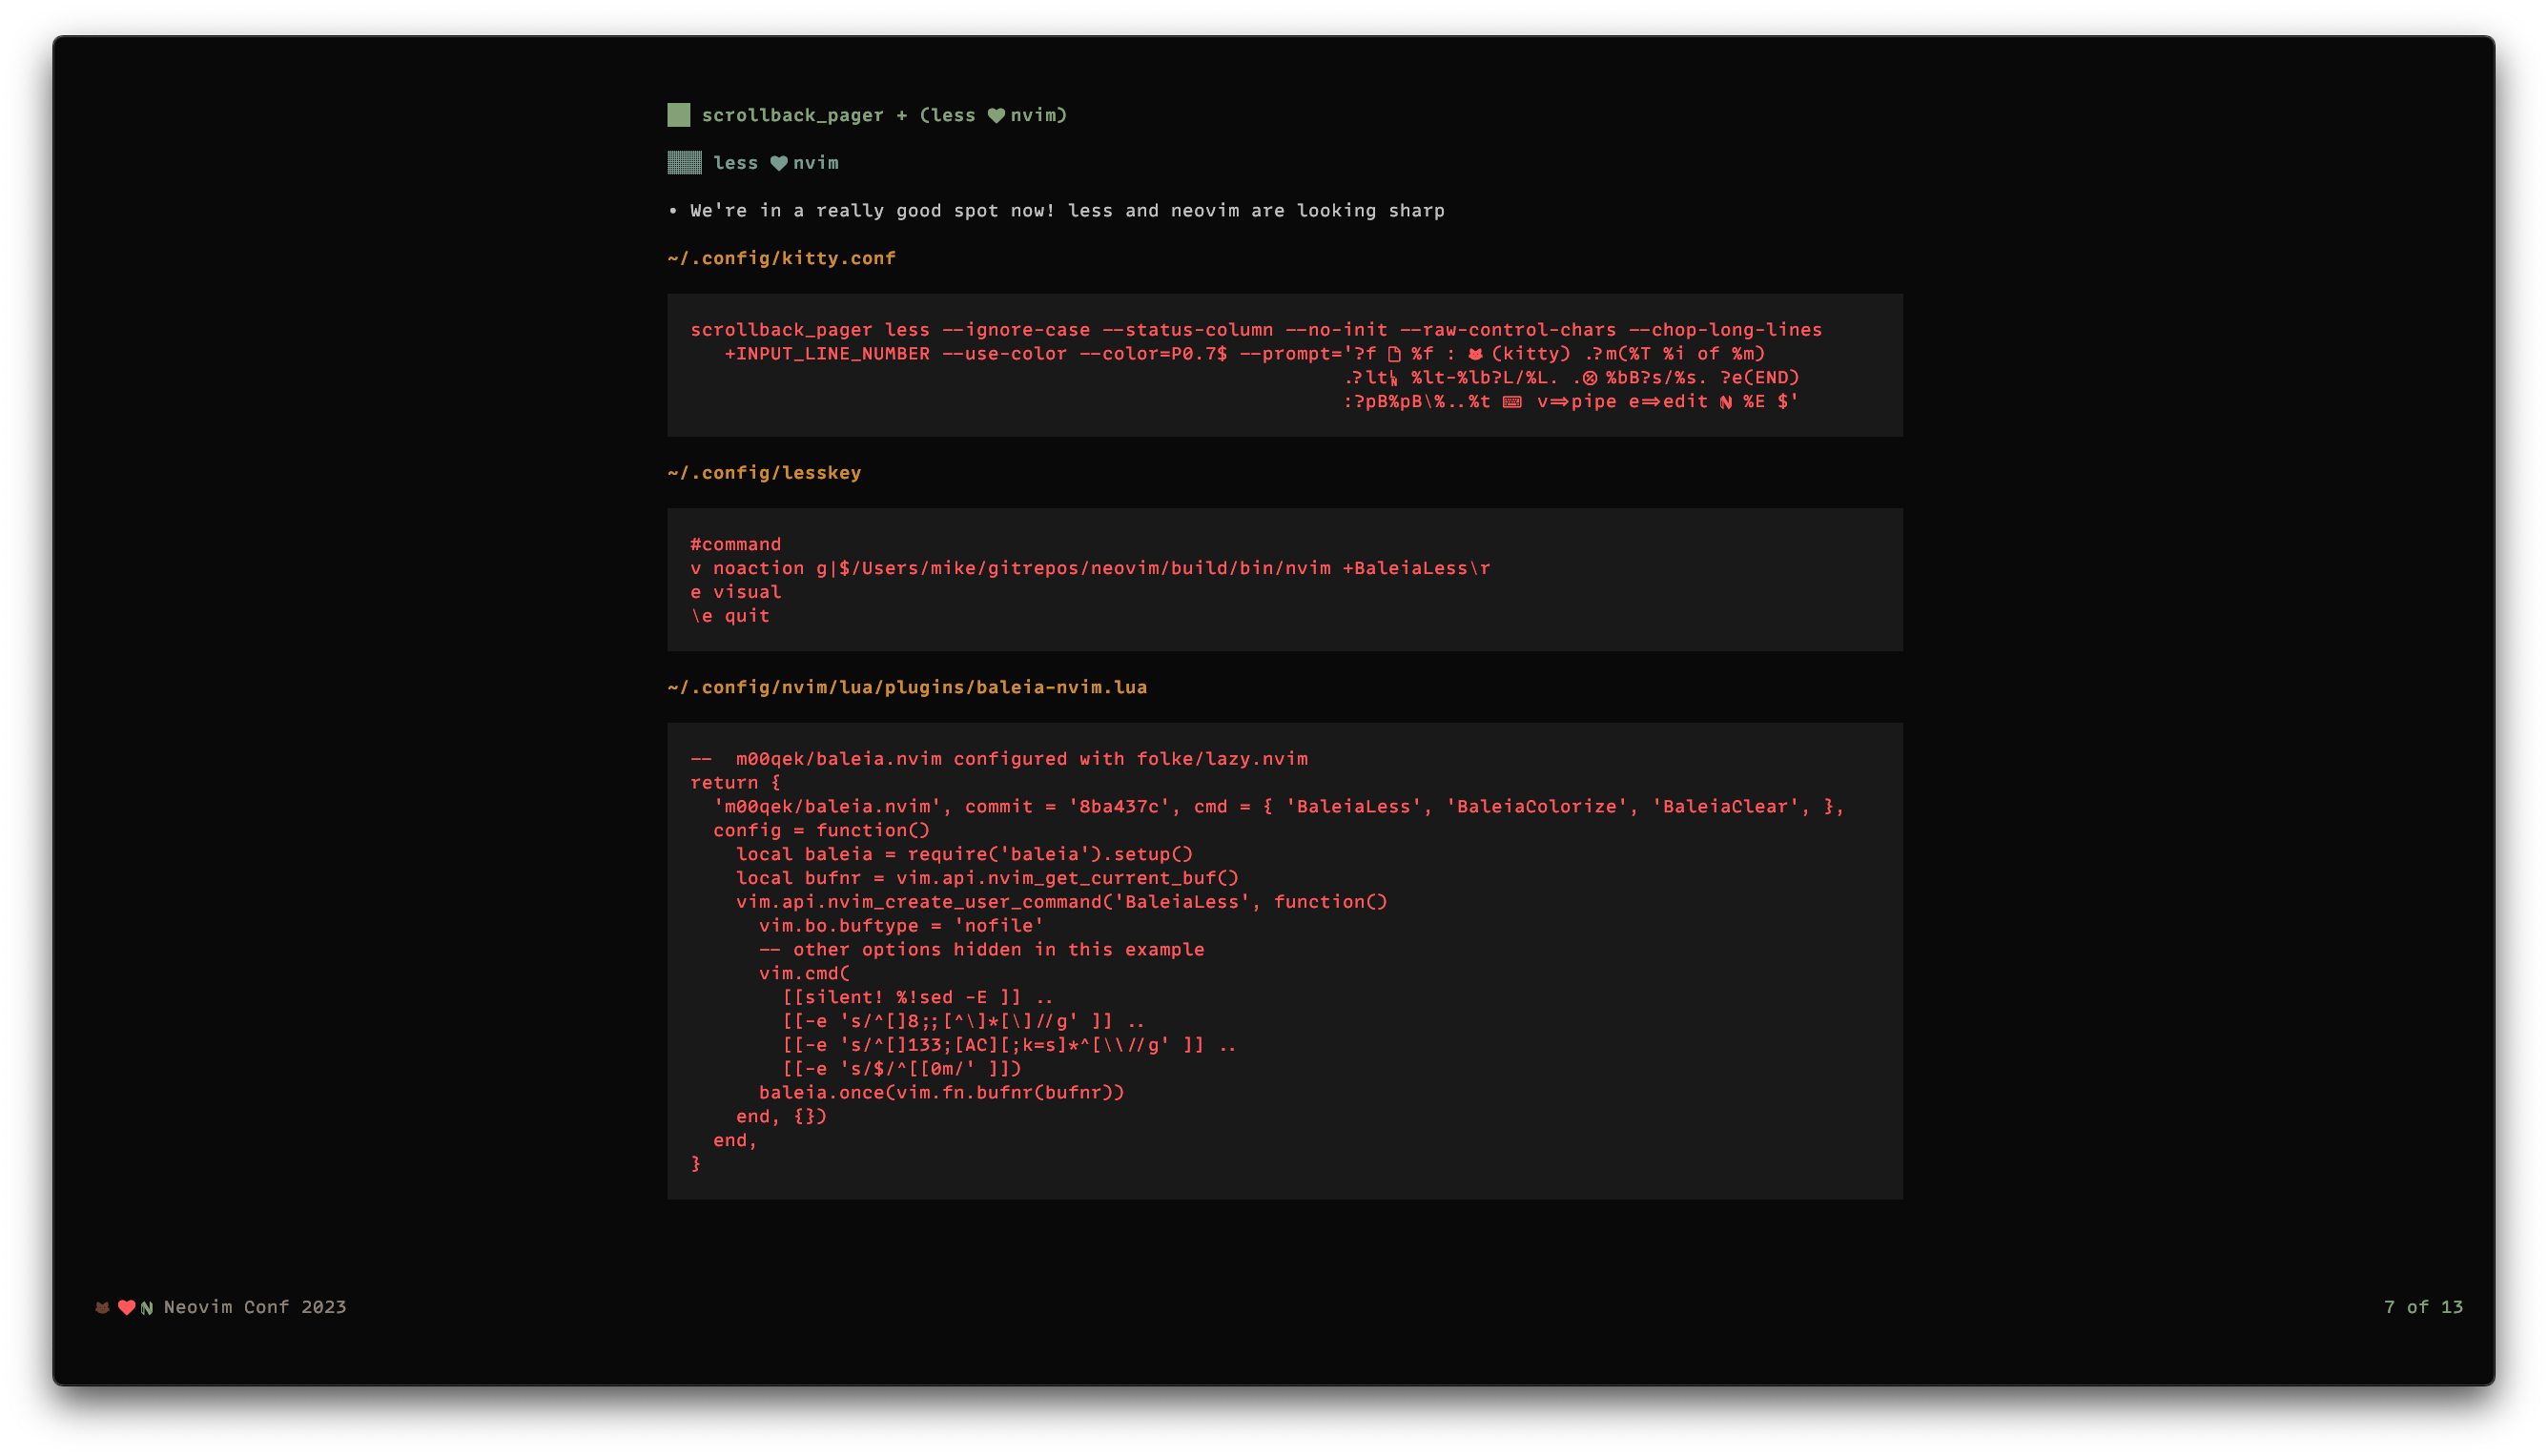 scrollback_pager + (less ♥ nvim)
less ♥ nvim
• We're in a really good spot now! less and neovim are looking sharp
~/.config/kitty.conf
scrollback_pager less --ignore-case --status-column --no-init --raw-control-chars --chop-long-lines
+INPUT_LINE_NUMBER --use-color --color=P0.7$ --prompt='?f %f : (kitty) .?m(%T %i of %m)
.?lt %lt-%lb?L/%L. . %bB?s/%s. ?e(END)
:?pB%pB\%..%t ⌨ v=>pipe e=>edit %E $'
~/.config/lesskey
#command
v noaction g|$/Users/mike/gitrepos/neovim/build/bin/nvim +BaleiaLess\r
e visual
\e quit
~/.config/nvim/lua/plugins/baleia-nvim.lua
-- m00qek/baleia.nvim configured with folke/lazy.nvim
return {
'm00qek/baleia.nvim', commit = '8ba437c', cmd = { 'BaleiaLess', 'BaleiaColorize', 'BaleiaClear', },
config = function()
local baleia = require('baleia').setup()
local bufnr = vim.api.nvim_get_current_buf()
vim.api.nvim_create_user_command('BaleiaLess', function()
vim.bo.buftype = 'nofile'
-- other options hidden in this example
vim.cmd(
[[silent! %!sed -E ]] ..
[[-e 's/^[]8;;[^\]*[\]//g' ]] ..
[[-e 's/^[]133;[AC][;k=s]*^[\\//g' ]] ..
[[-e 's/$/^[[0m/' ]])
baleia.once(vim.fn.bufnr(bufnr))
end, {})
end,
}
♥ Neovim Conf 2023
7 of 13